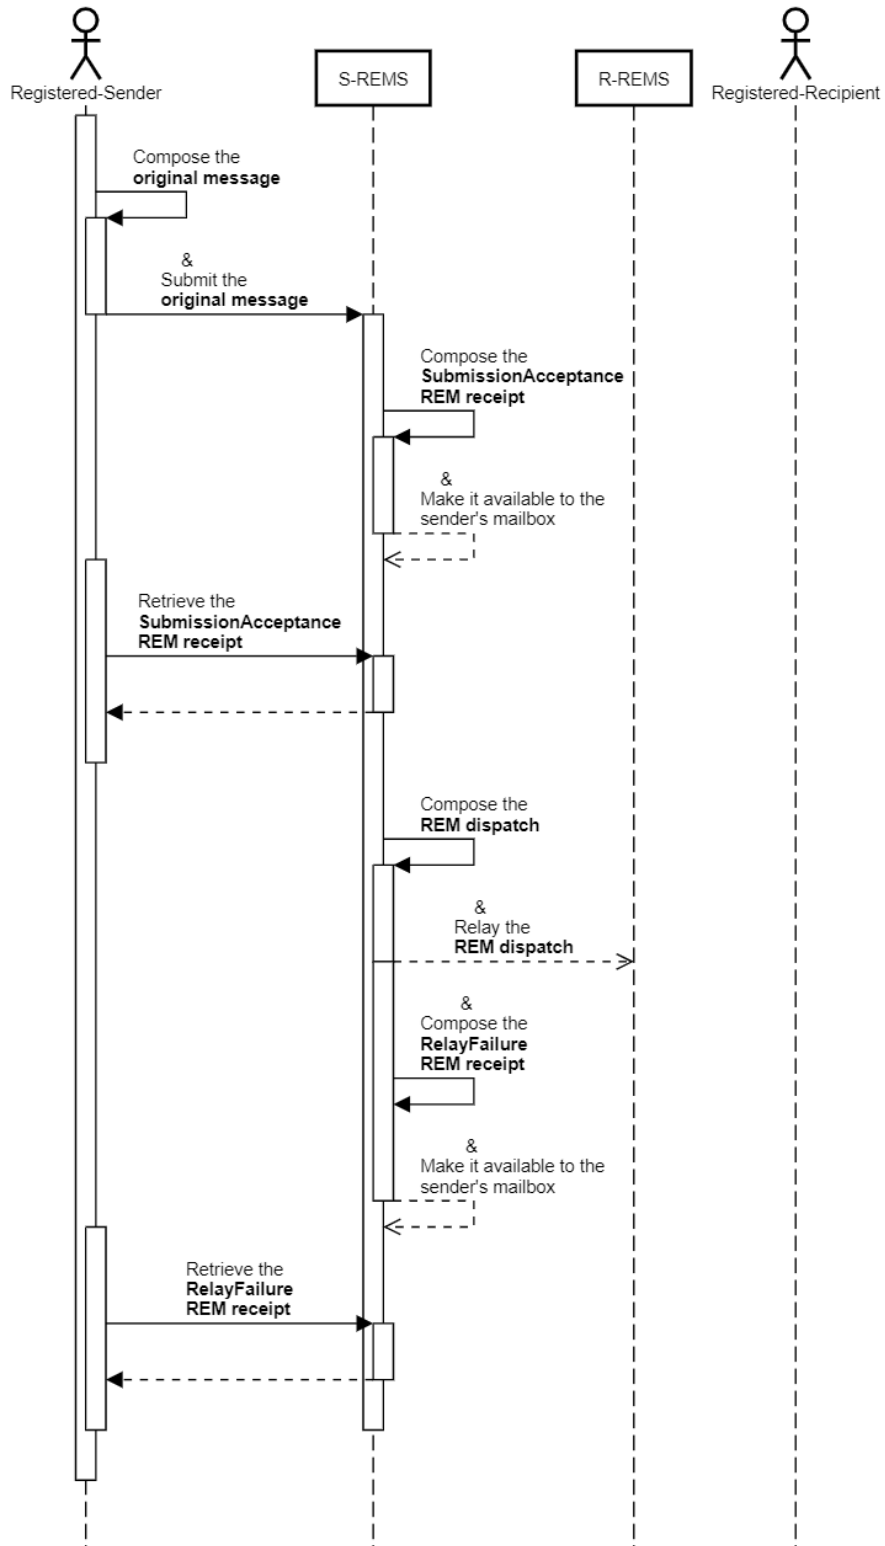 Registered-Sender
S-REMS
R-REMS
Registered-Recipient
Compose the
original message
&
Submit the
original message
Compose the
SubmissionAcceptance
REM receipt
&
Make it available to the
sender's mailbox
Retrieve the
SubmissionAcceptance
REM receipt
Compose the
REM dispatch
&
Relay the
REM dispatch
&
Compose the
RelayFailure
REM receipt
&
Make it available to the
sender's mailbox
Retrieve the
RelayFailure
REM receipt